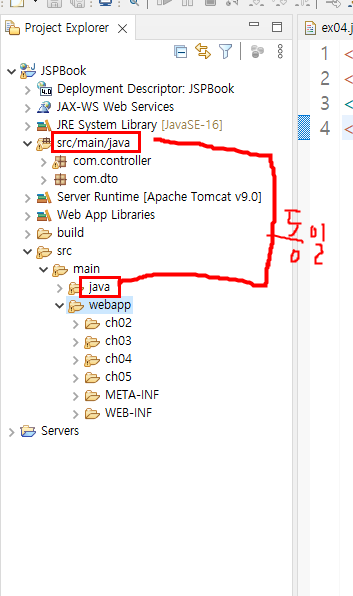 Project Explorer
JSPBook
Deployment Descriptor: JSPBook
JAX-WS Web Services
JRE System Library [JavaSE-16]
src/main/java
com.controller
com.dto
Server Runtime [Apache Tomcat v9.0]
Web App Libraries
build
src
main
java
webapp
ch02
ch03
ch04
ch05
META-INF
WEB-INF
Servers
ex04.j
1 <
2 <
3 <
4 <
동일